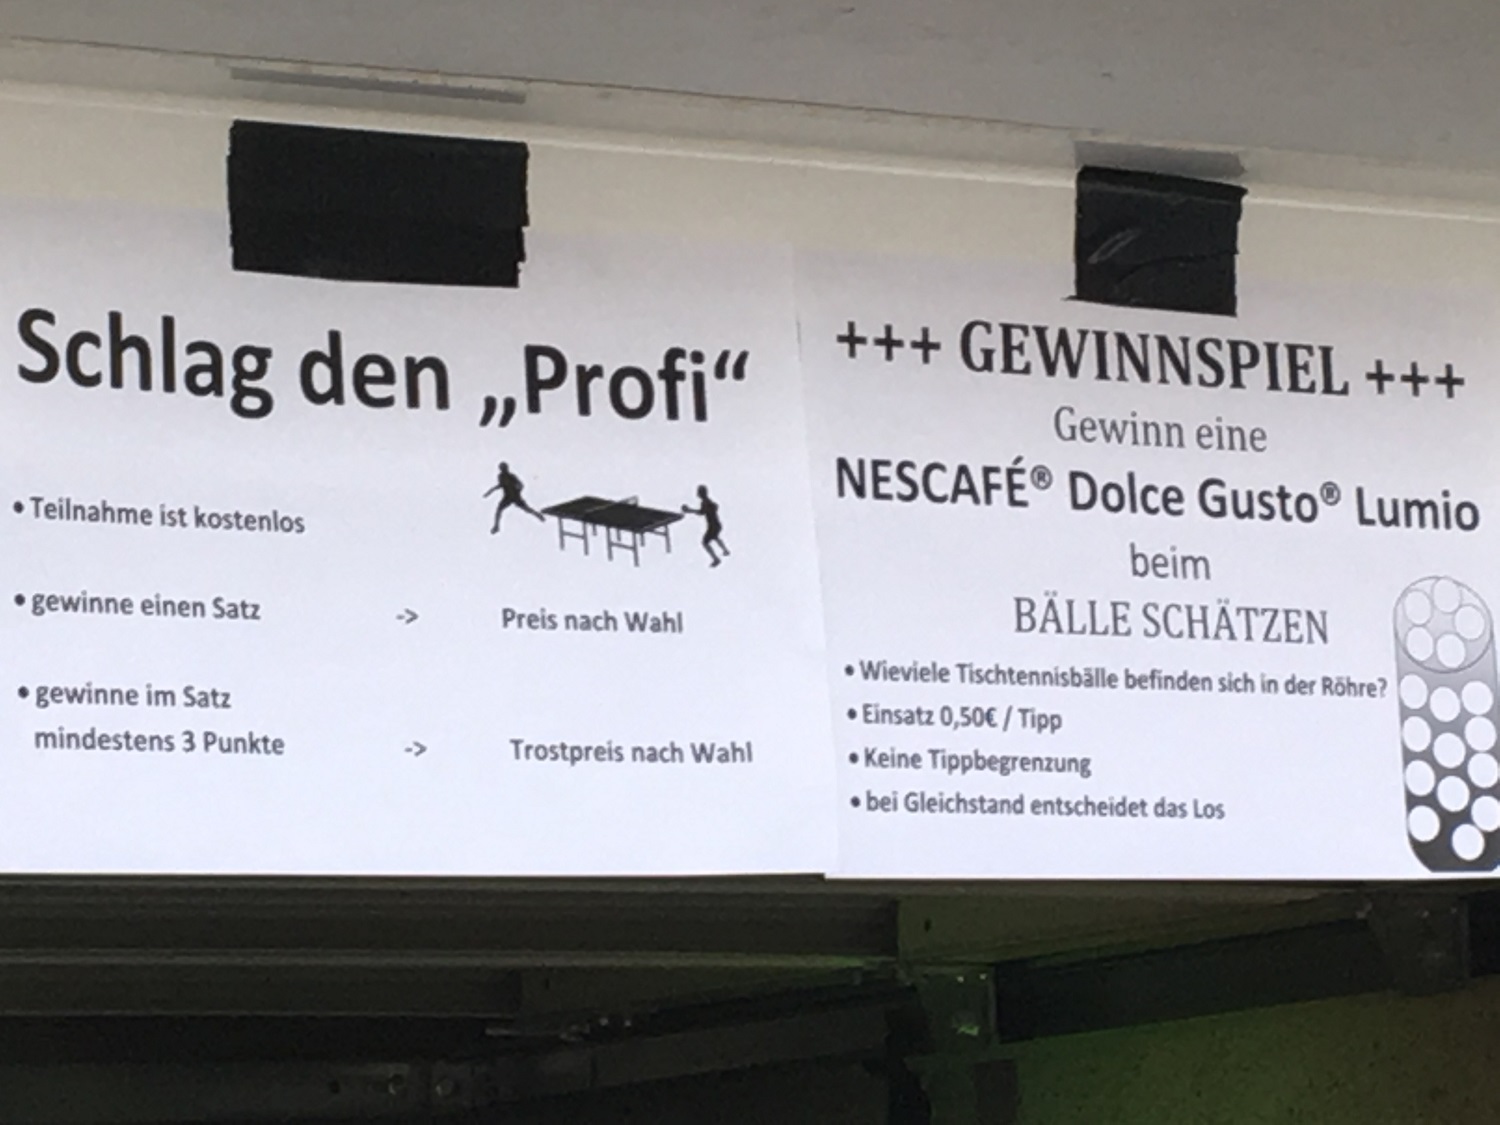 Schlag den „Profi“
• Teilnahme ist kostenlos
• gewinne einen Satz -> Preis nach Wahl
• gewinne im Satz
mindestens 3 Punkte -> Trostpreis nach Wahl
+++ GEWINNSPIEL +++
Gewinn eine
NESCAFÉ® Dolce Gusto® Lumio
beim
BÄLLE SCHÄTZEN
• Wieviele Tischtennisbälle befinden sich in der Röhre?
• Einsatz 0,50€ / Tipp
• Keine Tippbegrenzung
• bei Gleichstand entscheidet das Los